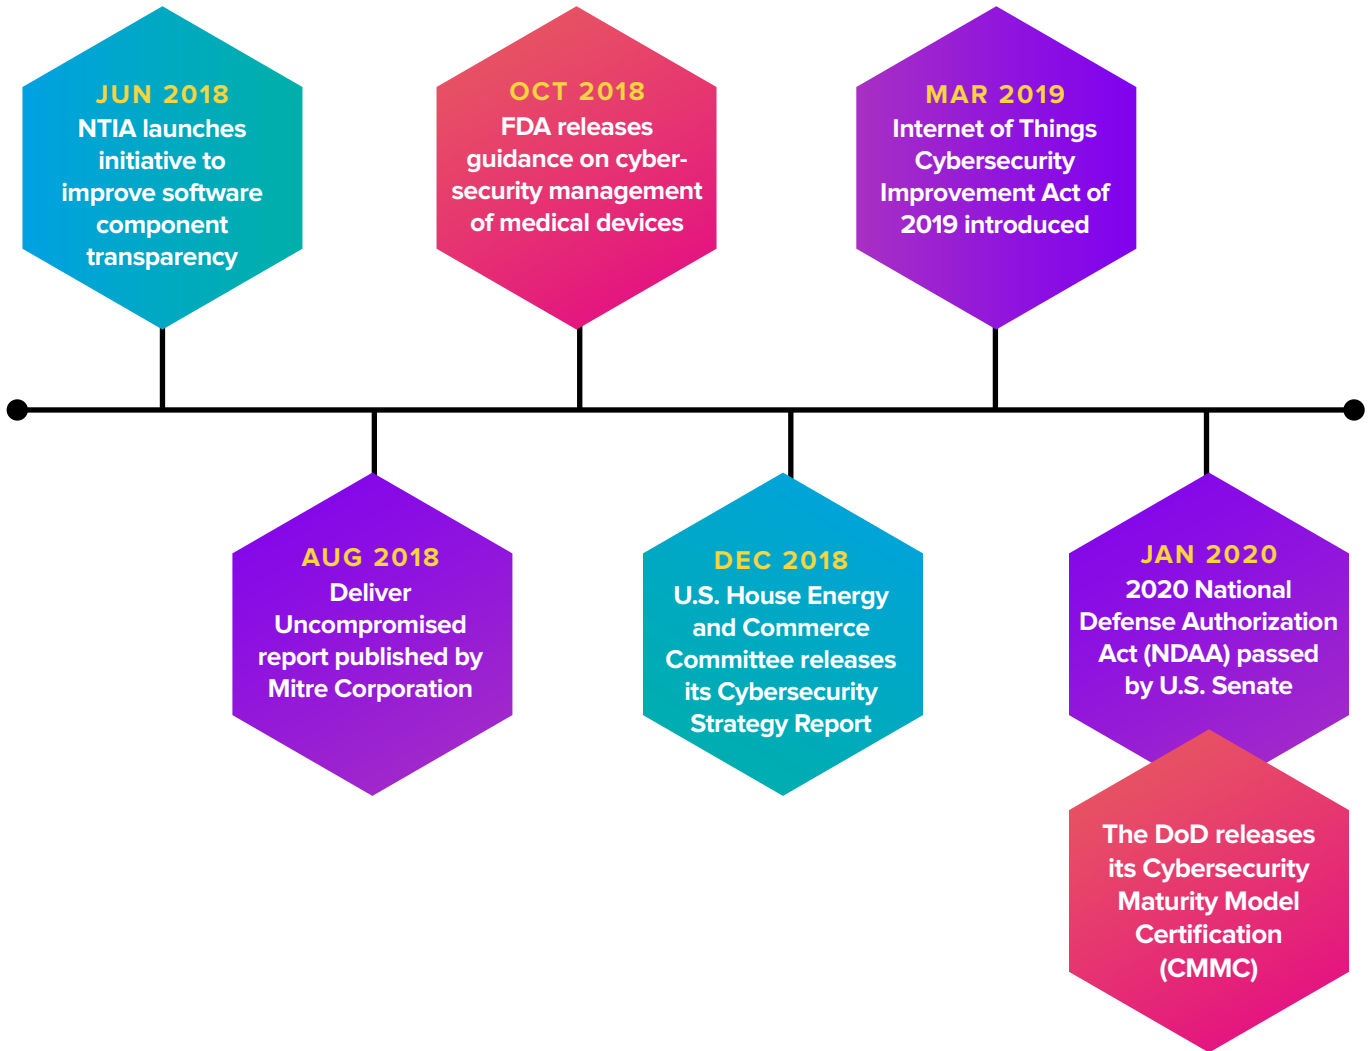 JUN 2018
NTIA launches
initiative to
improve software
component
transparency
OCT 2018
FDA releases
guidance on cyber-
security management
of medical devices
MAR 2019
Internet of Things
Cybersecurity
Improvement Act of
2019 introduced
AUG 2018
Deliver
Uncompromised
report published by
Mitre Corporation
DEC 2018
U.S. House Energy
and Commerce
Committee releases
its Cybersecurity
Strategy Report
JAN 2020
2020 National
Defense Authorization
Act (NDAA) passed
by U.S. Senate
The DoD releases
its Cybersecurity
Maturity Model
Certification
(CMMC)